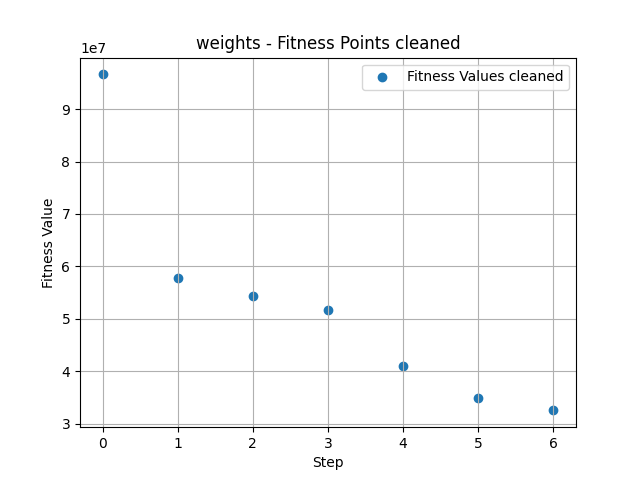 weights - Fitness Points cleaned
1e7
Fitness Values cleaned
9
8
7
6
5
4
3
Fitness Value
0 1 2 3 4 5 6
Step